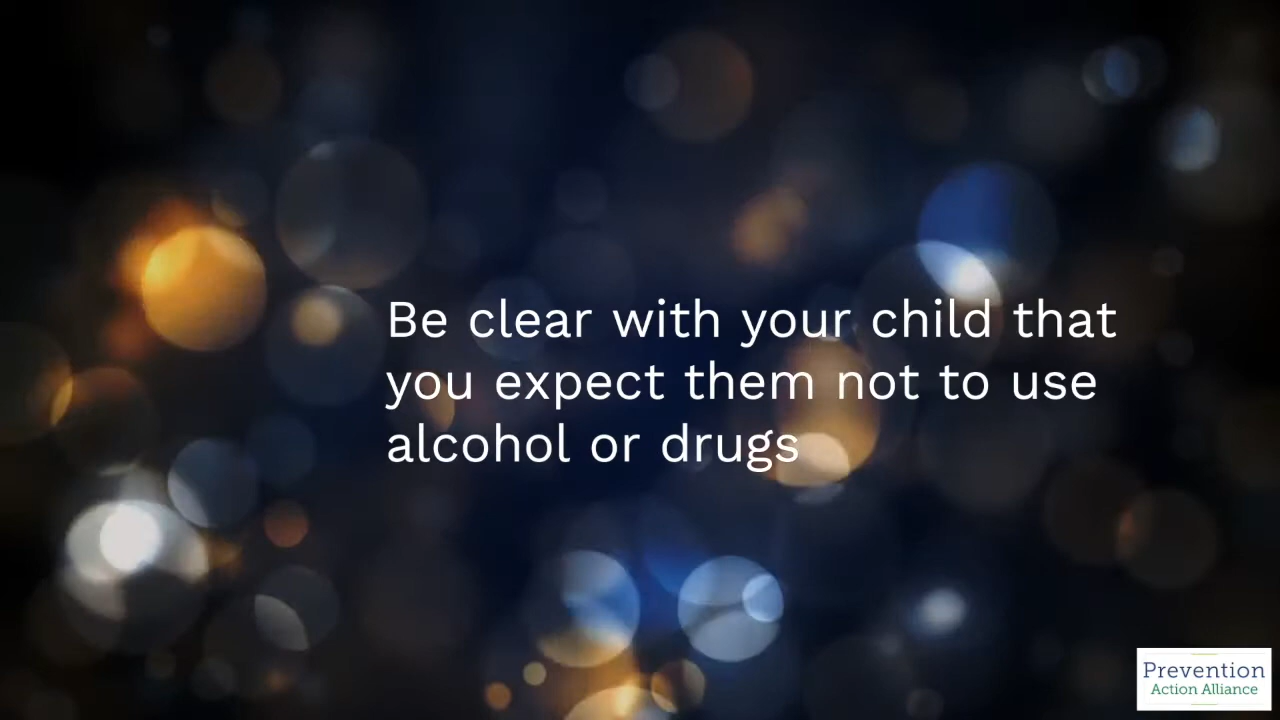 Be clear with your child that
you expect them not to use
alcohol or drugs
Prevention
Action Alliance